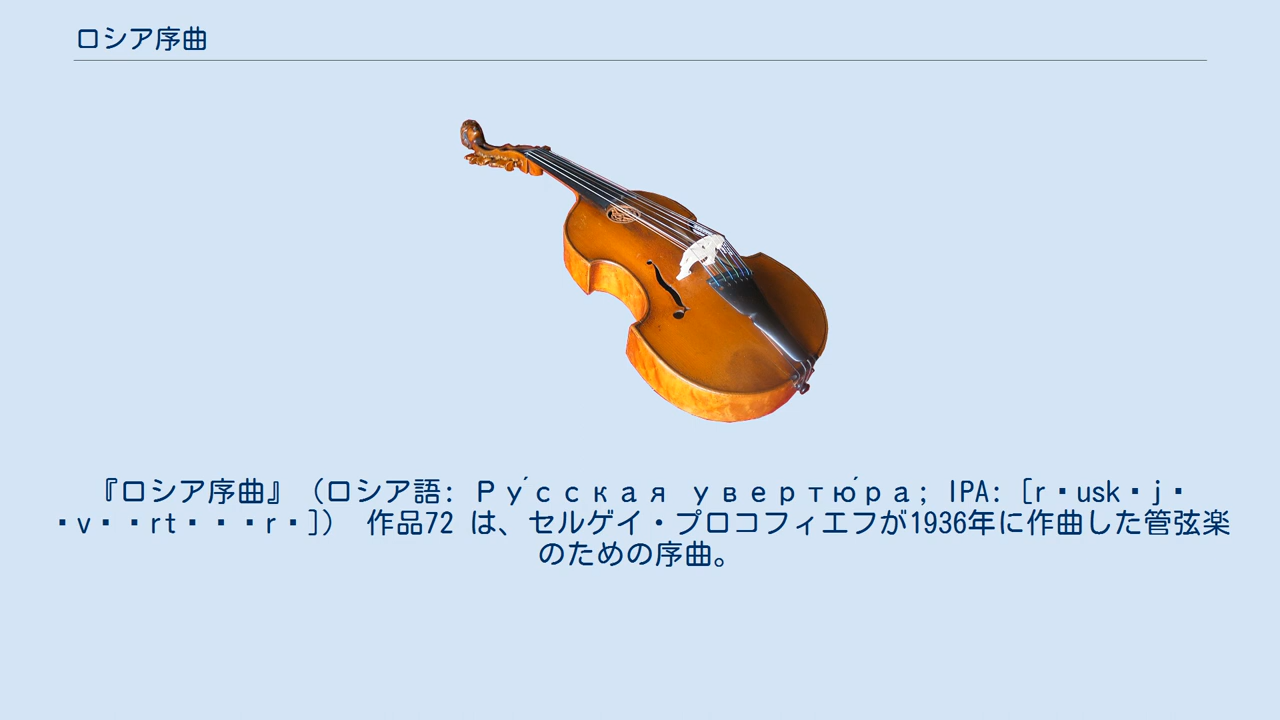 ロシア序曲
『ロシア序曲』（ロシア語: Ру́сская увертю́ра; IPA: [r▪usk▪j▪
▪v▪▪rt▪▪▪r▪]） 作品72 は、セルゲイ・プロコフィエフが1936年に作曲した管弦楽
のための序曲。